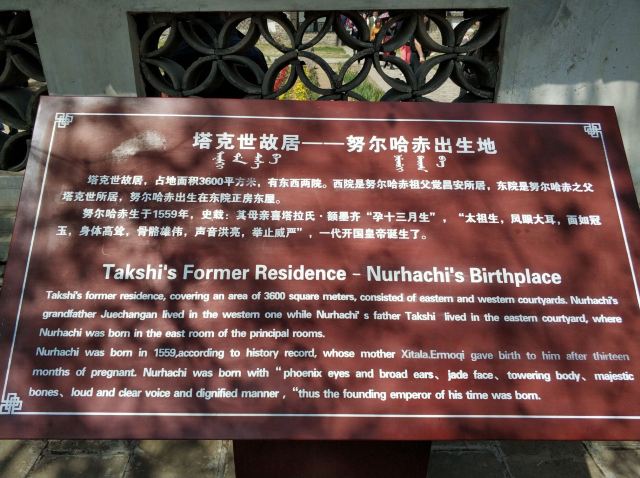 塔克世故居——努尔哈赤出生地
塔克世故居，占地面积3600平方米，有东西两院。西院是努尔哈赤祖父觉昌安所居，东院是努尔哈赤之父
塔克世所居，努尔哈赤出生在东院正房东屋。
努尔哈赤生于1559年，史载：其母亲喜塔拉氏·额墨齐“孕十三月生”，“太祖生，凤眼大耳，面如冠
玉，身体高耸，骨骼雄伟，声音洪亮，举止威严”，一代开国皇帝诞生了。
Takshi's Former Residence - Nurhachi's Birthplace
Takshi's former residence, covering an area of 3600 square meters, consisted of eastern and western courtyards. Nurhachi's
grandfather Juechangan lived in the western one while Nurhachi' s father Takshi lived in the eastern courtyard, where
Nurhachi was born in the east room of the principal rooms.
Nurhachi was born in 1559,according to history record, whose mother Xitala.Ermoqi gave birth to him after thirteen
months of pregnant. Nurhachi was born with “phoenix eyes and broad ears, jade face, towering body, majestic
bones, loud and clear voice and dignified manner , “thus the founding emperor of his time was born.